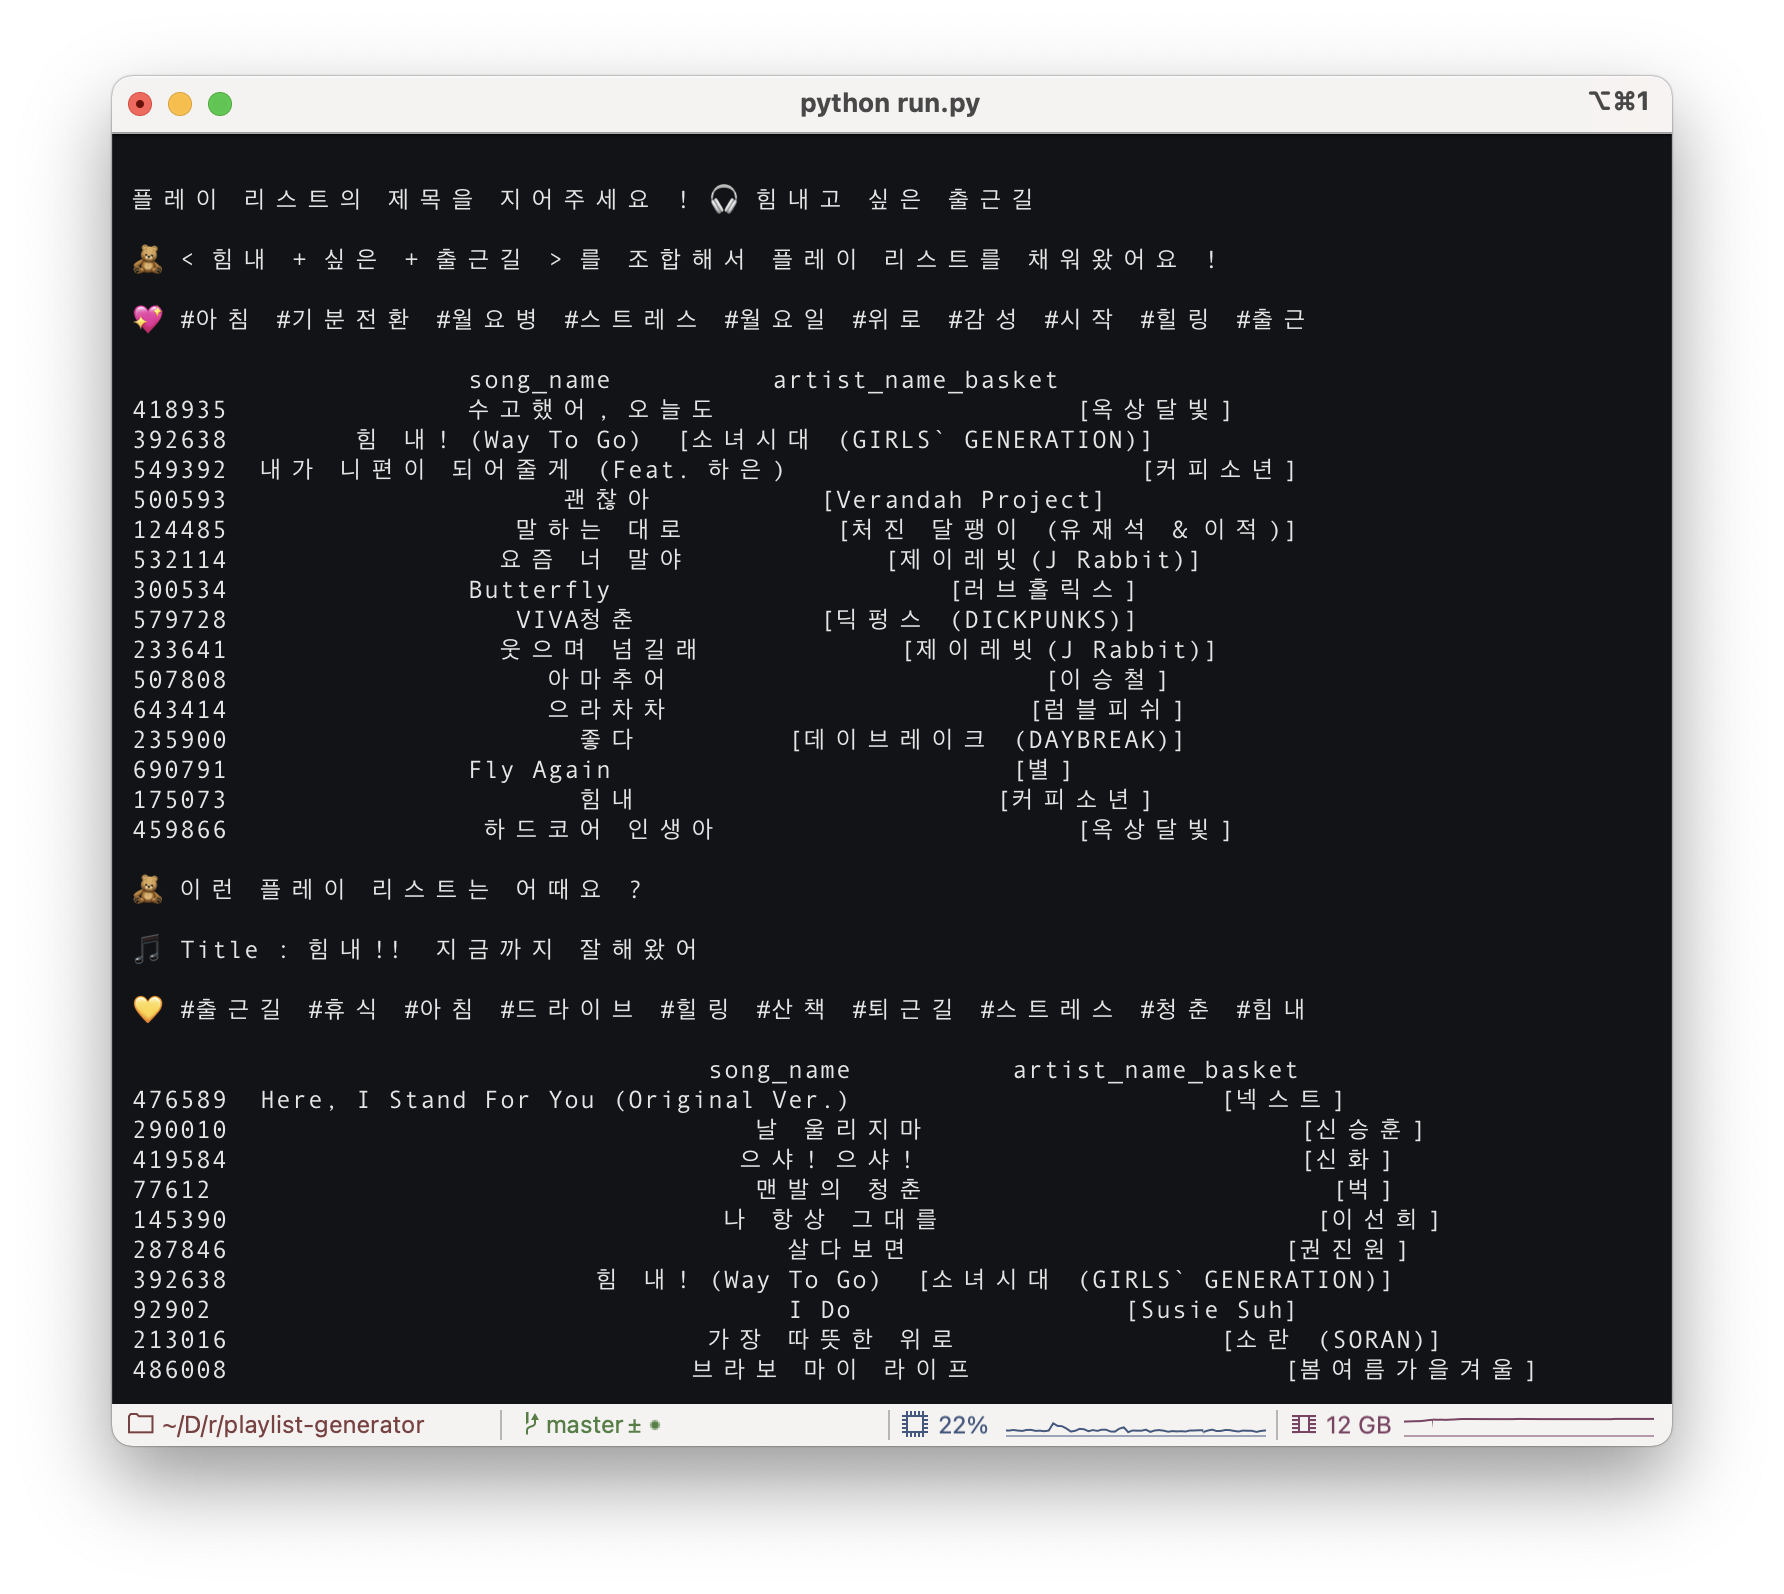 python run.py ⌥⌘1
플레이 리스트의 제목을 지어주세요 ! 🎧 힘내고 싶은 출근길
🧸 < 힘내 + 싶은 + 출근길 > 를 조합해서 플레이 리스트를 채워왔어요 !
💖 #아침 #기분전환 #월요병 #스트레스 #월요일 #위로 #감성 #시작 #힐링 #출근
song_name artist_name_basket
418935 수고했어, 오늘도 [옥상달빛]
392638 힘 내! (Way To Go) [소녀시대 (GIRLS` GENERATION)]
549392 내가 니편이 되어줄게 (Feat. 하은) [커피소년]
500593 괜찮아 [Verandah Project]
124485 말하는 대로 [처진 달팽이 (유재석 & 이적)]
532114 요즘 너 말야 [제이레빗 (J Rabbit)]
300534 Butterfly [러브홀릭스]
579728 VIVA청춘 [딕펑스 (DICKPUNKS)]
233641 웃으며 넘길래 [제이레빗 (J Rabbit)]
507808 아마추어 [이승철]
643414 으라차차 [럼블피쉬]
235900 좋다 [데이브레이크 (DAYBREAK)]
690791 Fly Again [별]
175073 힘내 [커피소년]
459866 하드코어 인생아 [옥상달빛]
🧸 이런 플레이 리스트는 어때요 ?
🎵 Title : 힘내!! 지금까지 잘해왔어
💛 #출근길 #휴식 #아침 #드라이브 #힐링 #산책 #퇴근길 #스트레스 #청춘 #힘내
song_name artist_name_basket
476589 Here, I Stand For You (Original Ver.) [넥스트]
290010 날 울리지마 [신승훈]
419584 으샤! 으샤! [신화]
77612 맨발의 청춘 [벅]
145390 나 항상 그대를 [이선희]
287846 살다보면 [권진원]
392638 힘 내! (Way To Go) [소녀시대 (GIRLS` GENERATION)]
92902 I Do [Susie Suh]
213016 가장 따뜻한 위로 [소란 (SORAN)]
486008 브라보 마이 라이프 [봄여름가을겨울]
~/D/r/playlist-generator master ± ● 22% 12 GB